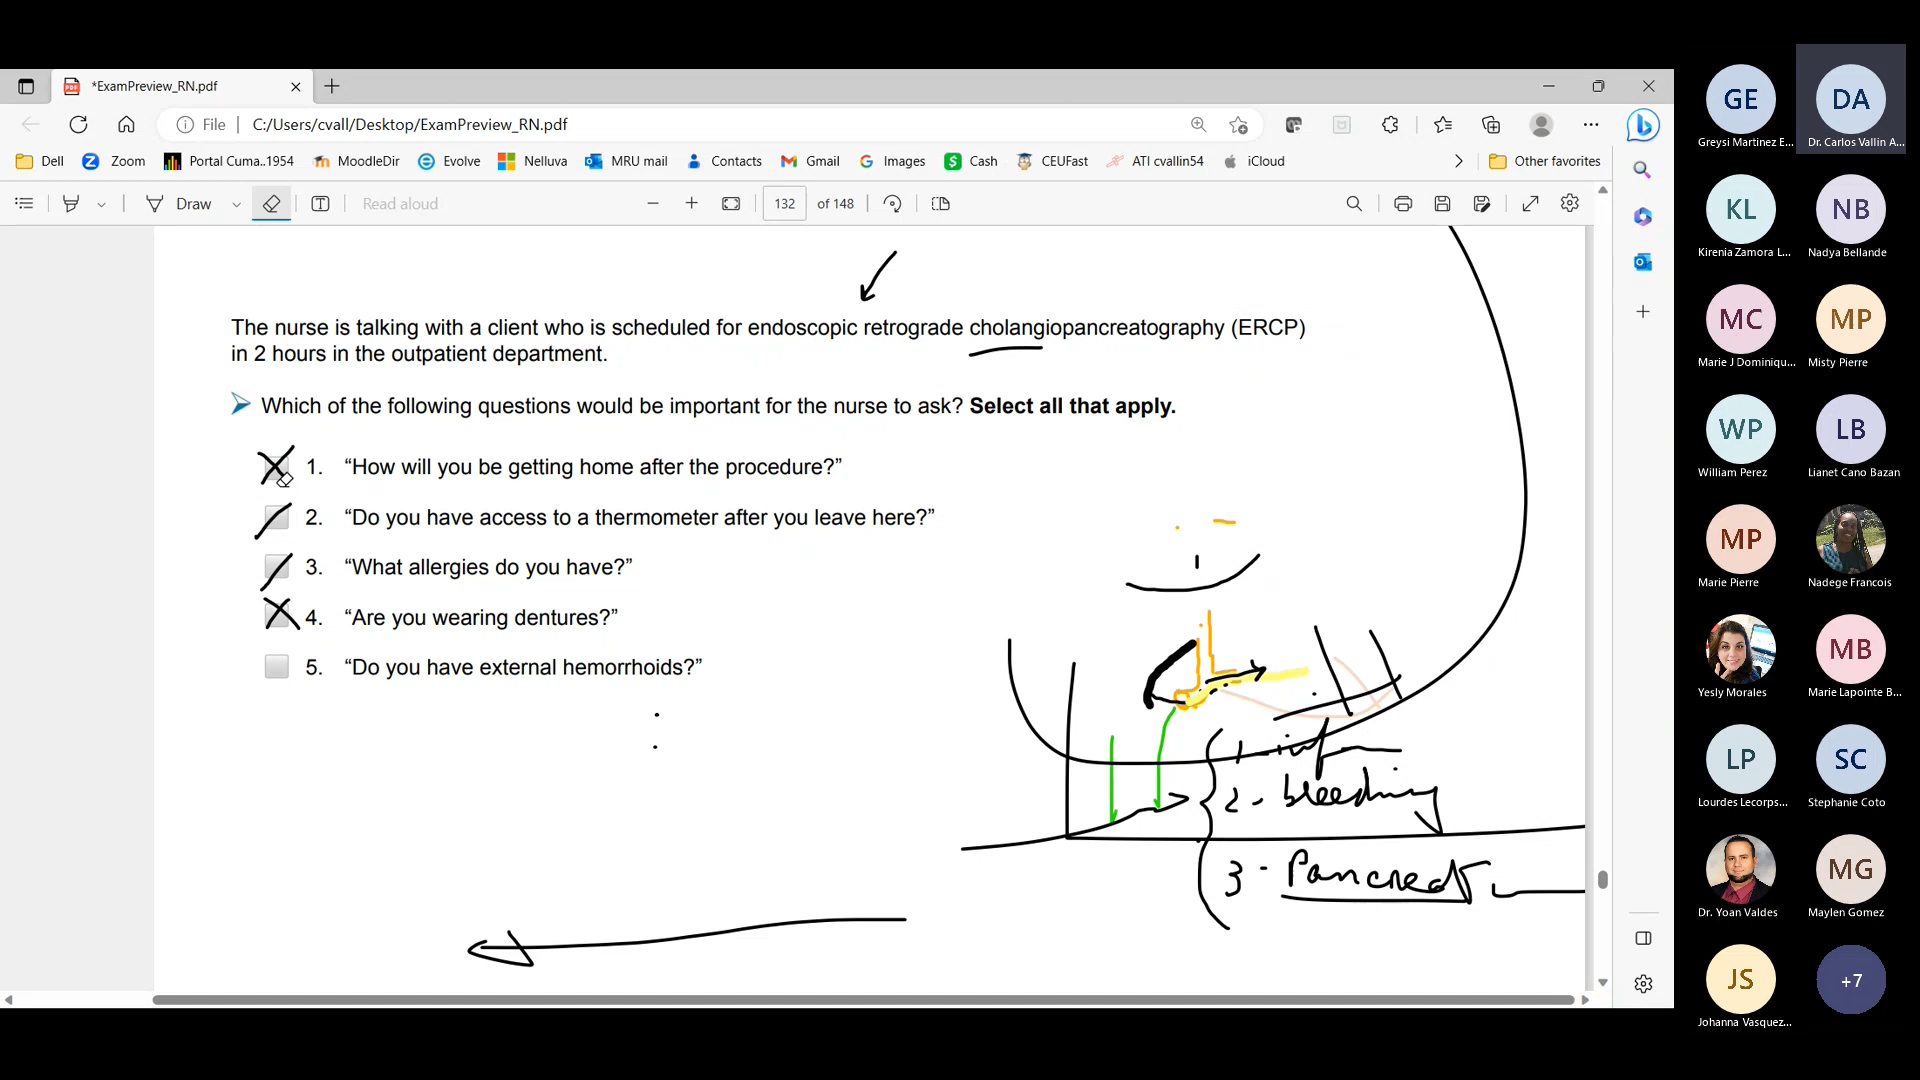 *ExamPreview_RN.pdf
File
C:/Users/cvall/Desktop/ExamPreview_RN.pdf
Dell
Zoom
Portal Cuma..1954
MoodleDir
Evolve
Nelluva
MRU mail
Contacts
Gmail
Images
Cash
CEUFast
ATI cvallin54
iCloud
Other favorites
Draw
Read aloud
132
of 148
The nurse is talking with a client who is scheduled for endoscopic retrograde cholangiopancreatography (ERCP)
in 2 hours in the outpatient department.
Which of the following questions would be important for the nurse to ask? Select all that apply.
1. “How will you be getting home after the procedure?”
2. “Do you have access to a thermometer after you leave here?”
3. “What allergies do you have?”
4. “Are you wearing dentures?”
5. “Do you have external hemorrhoids?”
1 - inf
2 - bleeding
3 - Pancreat
GE
Greysi Martinez E...
DA
Dr. Carlos Vallin A...
KL
Kirenia Zamora L...
NB
Nadya Bellande
MC
Marie J Dominiqu...
MP
Misty Pierre
WP
William Perez
LB
Lianet Cano Bazan
MP
Marie Pierre
Nadege Francois
Yesly Morales
MB
Marie Lapointe B...
LP
Lourdes Lecorps...
SC
Stephanie Coto
Dr. Yoan Valdes
MG
Maylen Gomez
JS
Johanna Vasquez...
+7